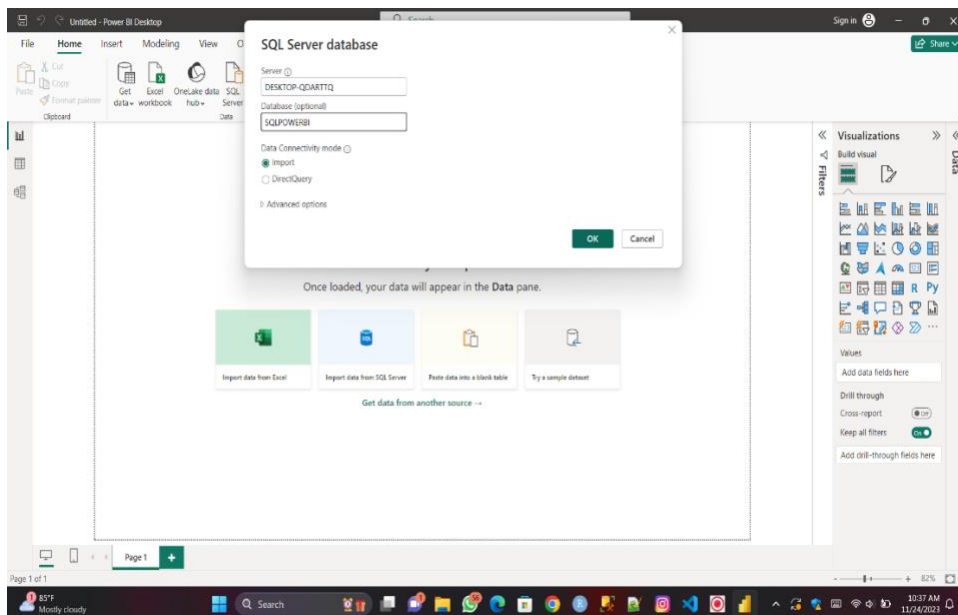 Untitled - Power BI Desktop
Search
Sign in
File Home Insert Modeling View O
Share
Paste
Cut
Copy
Format painter
Clipboard
Get data
Excel workbook
OneLake data hub
SQL Server
Data
SQL Server database
Server
DESKTOP-QDARTTQ
Database (optional)
SQLPOWERBI
Data Connectivity mode
Import
DirectQuery
Advanced options
OK Cancel
Once loaded, your data will appear in the Data pane.
Import data from Excel
Import data from SQL Server
Paste data into a blank table
Try a sample dataset
Get data from another source →
Filters
Visualizations
Data
Build visual
R Py
Values
Add data fields here
Drill through
Cross-report
Off
Keep all filters
On
Add drill-through fields here
Page 1
Page 1 of 1
82%
85°F
Mostly cloudy
Search
10:37 AM
11/24/2023